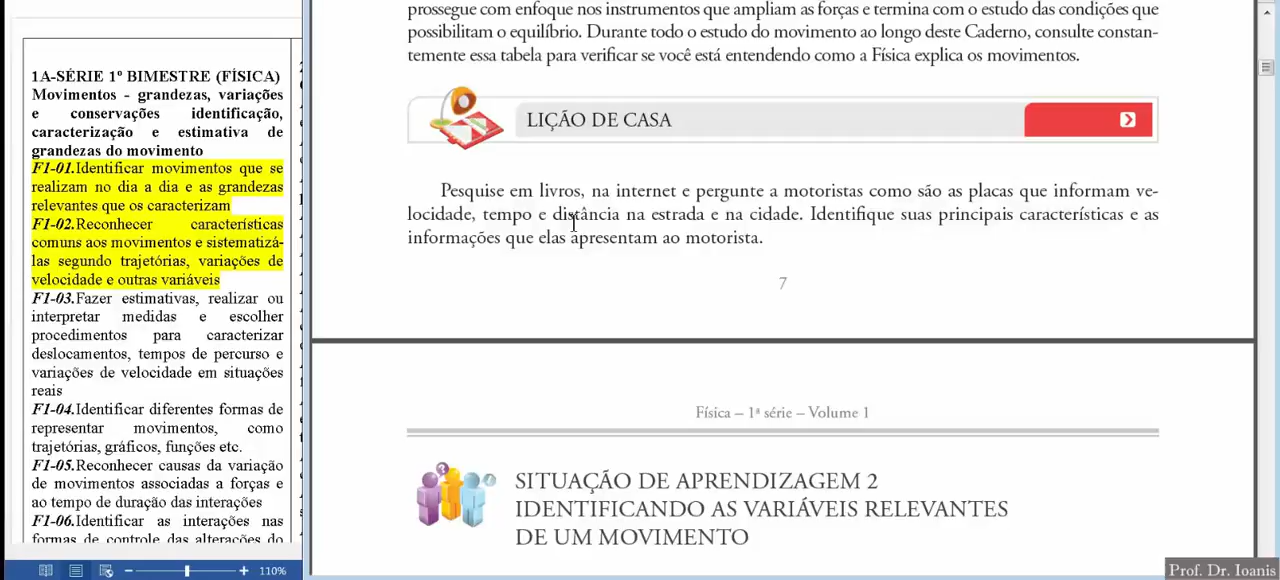 1A-SÉRIE 1º BIMESTRE (FÍSICA)
Movimentos - grandezas, variações
e conservações identificação,
caracterização e estimativa de
grandezas do movimento
F1-01.Identificar movimentos que se
realizam no dia a dia e as grandezas
relevantes que os caracterizam
F1-02.Reconhecer características
comuns aos movimentos e sistematizá-
las segundo trajetórias, variações de
velocidade e outras variáveis
F1-03.Fazer estimativas, realizar ou
interpretar medidas e escolher
procedimentos para caracterizar
deslocamentos, tempos de percurso e
variações de velocidade em situações
reais
F1-04.Identificar diferentes formas de
representar movimentos, como
trajetórias, gráficos, funções etc.
F1-05.Reconhecer causas da variação
de movimentos associadas a forças e
ao tempo de duração das interações
F1-06.Identificar as interações nas
formas de controle das alterações do
110%
prossegue com enfoque nos instrumentos que ampliam as forças e termina com o estudo das condições que
possibilitam o equilíbrio. Durante todo o estudo do movimento ao longo deste Caderno, consulte constan-
temente essa tabela para verificar se você está entendendo como a Física explica os movimentos.
LIÇÃO DE CASA
Pesquise em livros, na internet e pergunte a motoristas como são as placas que informam ve-
locidade, tempo e distância na estrada e na cidade. Identifique suas principais características e as
informações que elas apresentam ao motorista.
7
Física – 1ª série – Volume 1
SITUAÇÃO DE APRENDIZAGEM 2
IDENTIFICANDO AS VARIÁVEIS RELEVANTES
DE UM MOVIMENTO
Prof. Dr. Ioanis